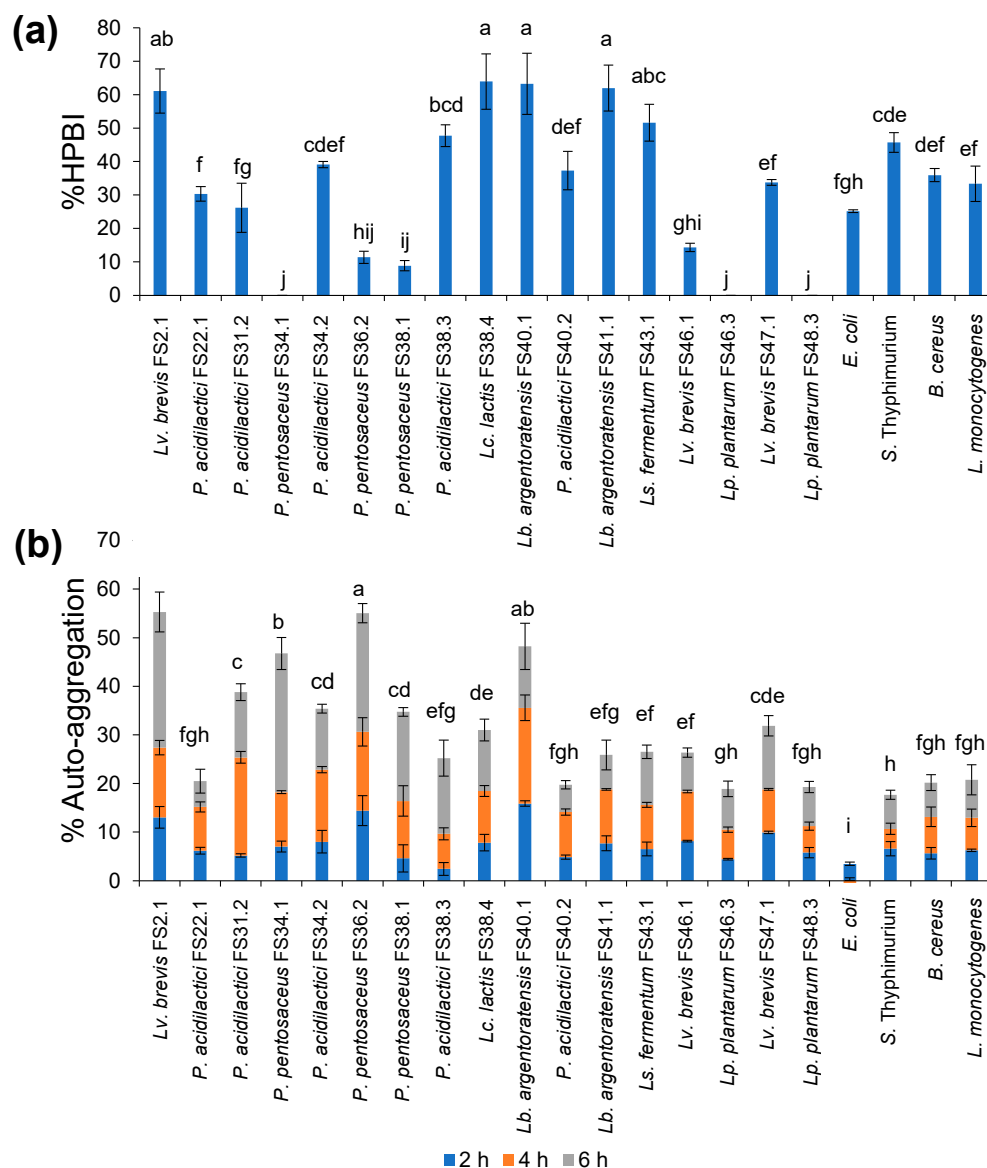 (a)
%HPBI
80
70
60
50
40
30
20
10
0
ab
f
fg
j
cdef
hij
ij
bcd
a
a
def
a
abc
ghi
j
ef
j
fgh
cde
def
ef
Lv. brevis FS2.1
P. acidilactici FS22.1
P. acidilactici FS31.2
P. pentosaceus FS34.1
P. acidilactici FS34.2
P. pentosaceus FS36.2
P. pentosaceus FS38.1
P. acidilactici FS38.3
Lc. lactis FS38.4
Lb. argentoratensis FS40.1
P. acidilactici FS40.2
Lb. argentoratensis FS41.1
Ls. fermentum FS43.1
Lv. brevis FS46.1
Lp. plantarum FS46.3
Lv. brevis FS47.1
Lp. plantarum FS48.3
E. coli
S. Thyphimurium
B. cereus
L. monocytogenes
(b)
% Auto-aggregation
70
60
50
40
30
20
10
0
fgh
c
b
cd
a
cd
efg
de
ab
fgh
efg
ef
ef
gh
cde
fgh
i
h
fgh
fgh
Lv. brevis FS2.1
P. acidilactici FS22.1
P. acidilactici FS31.2
P. pentosaceus FS34.1
P. acidilactici FS34.2
P. pentosaceus FS36.2
P. pentosaceus FS38.1
P. acidilactici FS38.3
Lc. lactis FS38.4
Lb. argentoratensis FS40.1
P. acidilactici FS40.2
Lb. argentoratensis FS41.1
Ls. fermentum FS43.1
Lv. brevis FS46.1
Lp. plantarum FS46.3
Lv. brevis FS47.1
Lp. plantarum FS48.3
E. coli
S. Thyphimurium
B. cereus
L. monocytogenes
2 h 4 h 6 h